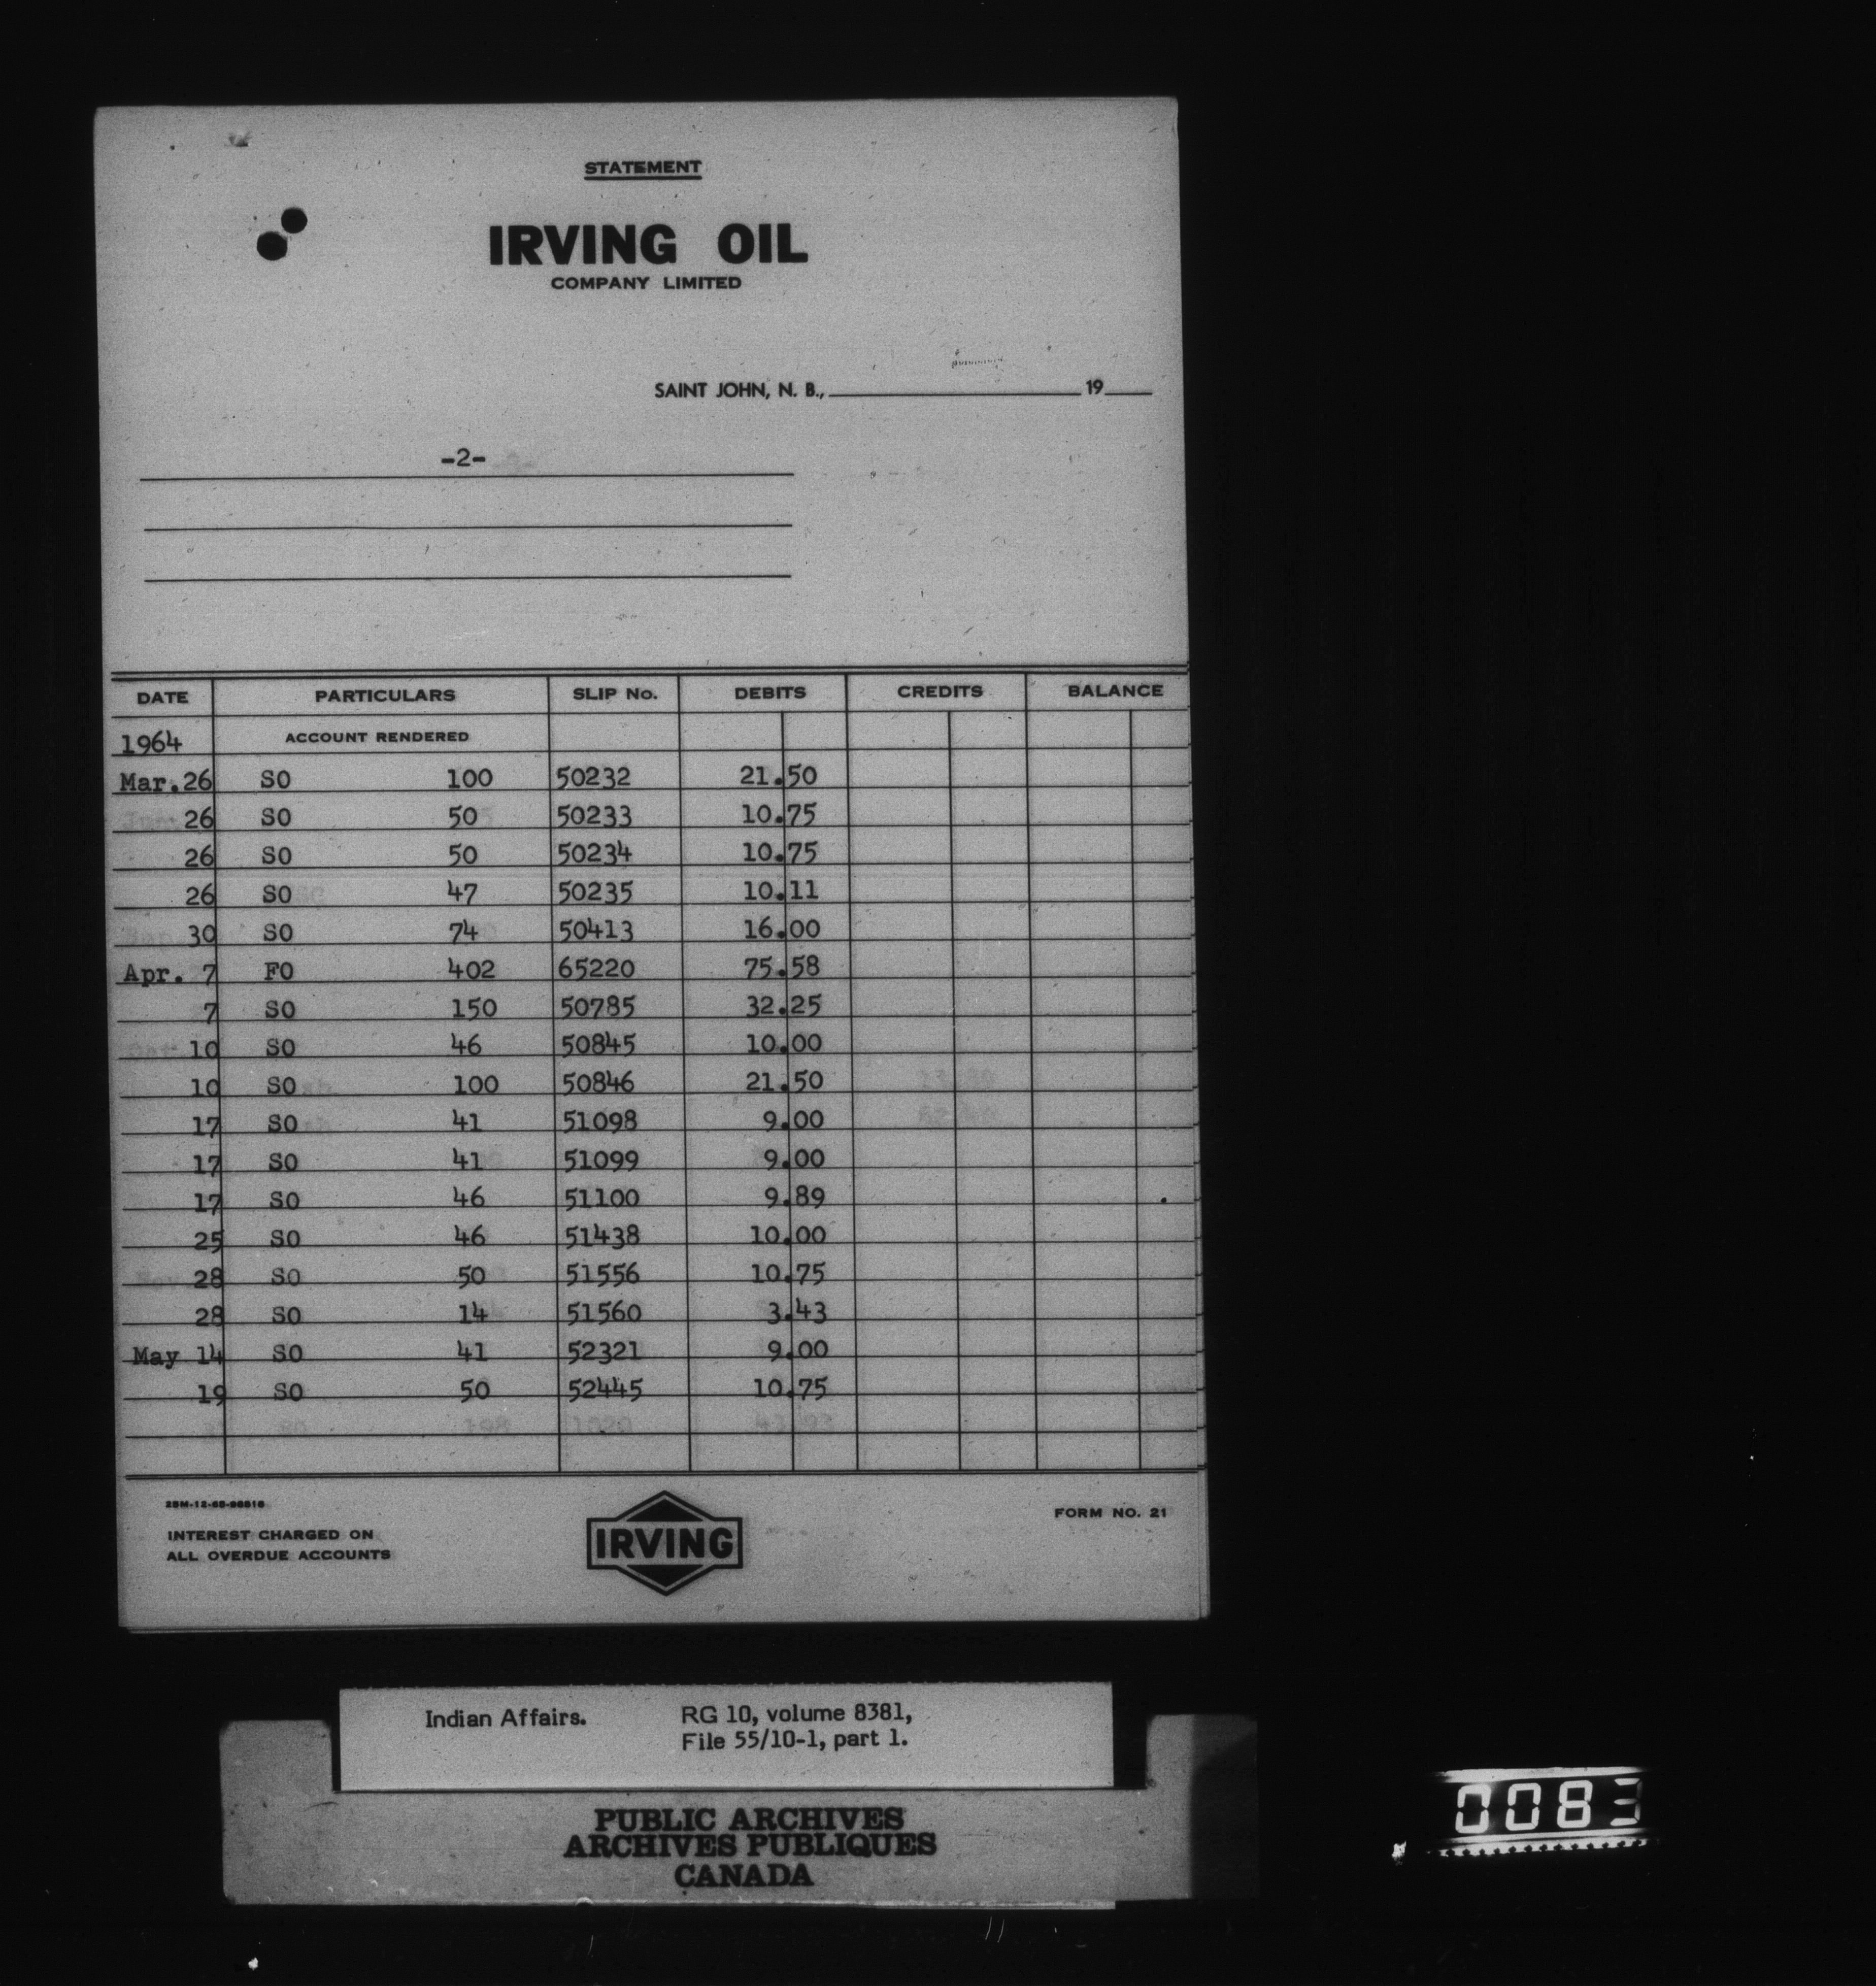 STATEMENT
IRVING OIL
COMPANY LIMITED
SAINT JOHN, N. B., 19
-2-
DATE PARTICULARS SLIP No. DEBITS CREDITS BALANCE
1964 ACCOUNT RENDERED
Mar.26 SO 100 50232 21.50
26 SO 50 50233 10.75
26 SO 50 50234 10.75
26 SO 47 50235 10.11
30 SO 74 50413 16.00
Apr. 7 FO 402 65220 75.58
7 SO 150 50785 32.25
10 SO 46 50845 10.00
10 SO 100 50846 21.50
17 SO 41 51098 9.00
17 SO 41 51099 9.00
17 SO 46 51100 9.89
25 SO 46 51438 10.00
28 SO 50 51556 10.75
28 SO 14 51560 3.43
May 14 SO 41 52321 9.00
19 SO 50 52445 10.75
INTEREST CHARGED ON
ALL OVERDUE ACCOUNTS
IRVING
FORM NO. 21
Indian Affairs. RG 10, volume 8381,
File 55/10-1, part 1.
PUBLIC ARCHIVES
ARCHIVES PUBLIQUES
CANADA
0083